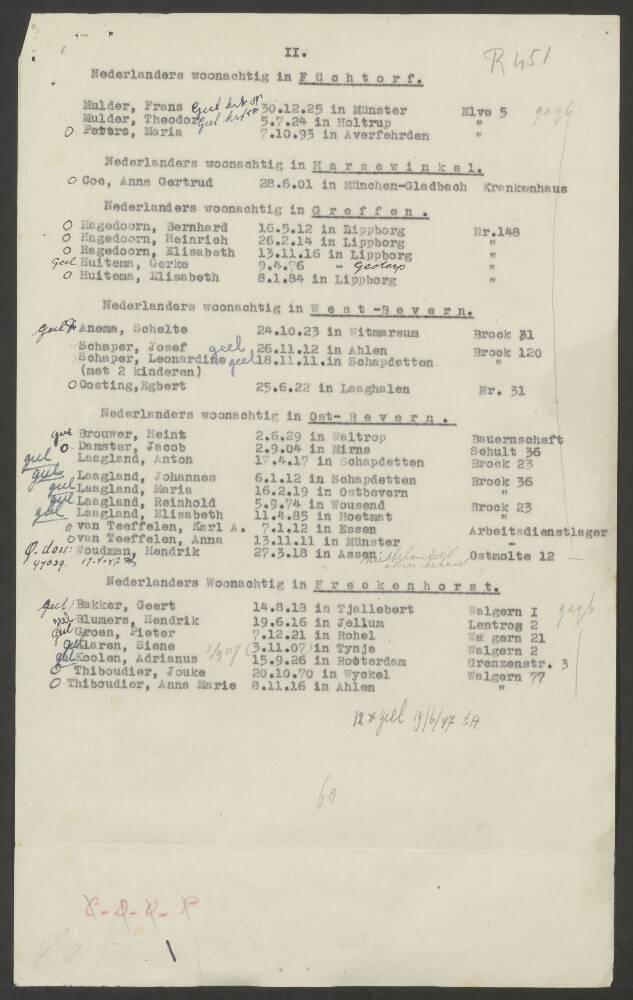 II.
R 451
Nederlanders woonachtig in Füchtorf.
Mulder, Frans geel krt 30.12.25 in Münster Elve 5
Mulder, Theodor geel krt 5.7.24 in Holtrup "
O Peters, Maria 7.10.93 in Averfehrden "
Nederlanders woonachtig in Harsewinkel.
O Coc, Anna Gertrud 28.6.01 in München-Gladbach Krankenhaus
Nederlanders woonachtig in Greffen.
O Hagedoorn, Bernhard 16.5.12 in Lippborg Nr.148
O Hagedoorn, Heinrich 26.2.14 in Lippborg "
O Hagedoorn, Elisabeth 13.11.16 in Lippborg "
Geel Huitema, Gerke 9.4.76 - "
O Huitema, Elisabeth 8.1.84 in Lippborg "
Nederlanders woonachtig in West-Bevern.
geel Anema, Schelte 24.10.23 in Witmarsum Brock 31
Schaper, Josef geel 26.11.12 in Ahlen Brock 120
Schaper, Leonardine geel 18.11.11.in Schapdetten
(met 2 kinderen)
O Oosting,Egbert 25.6.22 in Laaghalen Nr. 31
Nederlanders woonachtig in Ost-Bevern.
geel Brouwer, Heint 2.6.29 in Waltrop Bauernschaft
O Damster, Jacob 2.9.04 in Mirns Schult 36
geel Laagland, Anton 17.4.17 in Schapdetten Brock 23
geel Laagland, Johannes 6.1.12 in Schapdetten Brock 36
geel Laagland, Maria 16.2.19 in Ostbevern "
geel Laagland, Reinhold 5.9.74 in Wousend Brock 23
geel Laagland, Elisabeth 11.4.85 in Hoetmat "
O van Teeffelen, Karl A. 7.1.12 in Essen Arbeitsdienstlager
O van Teeffelen, Anna 13.11.11 in Münster -
Woudman, Hendrik 27.3.18 in Assen Ostmolte 12 -
Nederlanders Woonachtig in Freckenhorst.
geel Bakker, Geert 14.8.18 in Tjallebert Walgern I
geel Blumers, Hendrik 19.6.16 in Jellum Lentrog 2
geel Groen, Pieter 7.12.21 in Rohel Walgern 21
geel Klaren, Siene (3.11.07) in Tynje Walgern 2
geel Koolen, Adrianus 15.9.26 in Rotterdam Grenzenstr. 3
O Thiboudier, Jouke 20.10.70 in Wyckel Walgern 77
O Thiboudier, Anna Marie 8.11.16 in Ahlen "
12 x geel 19/6/47
60